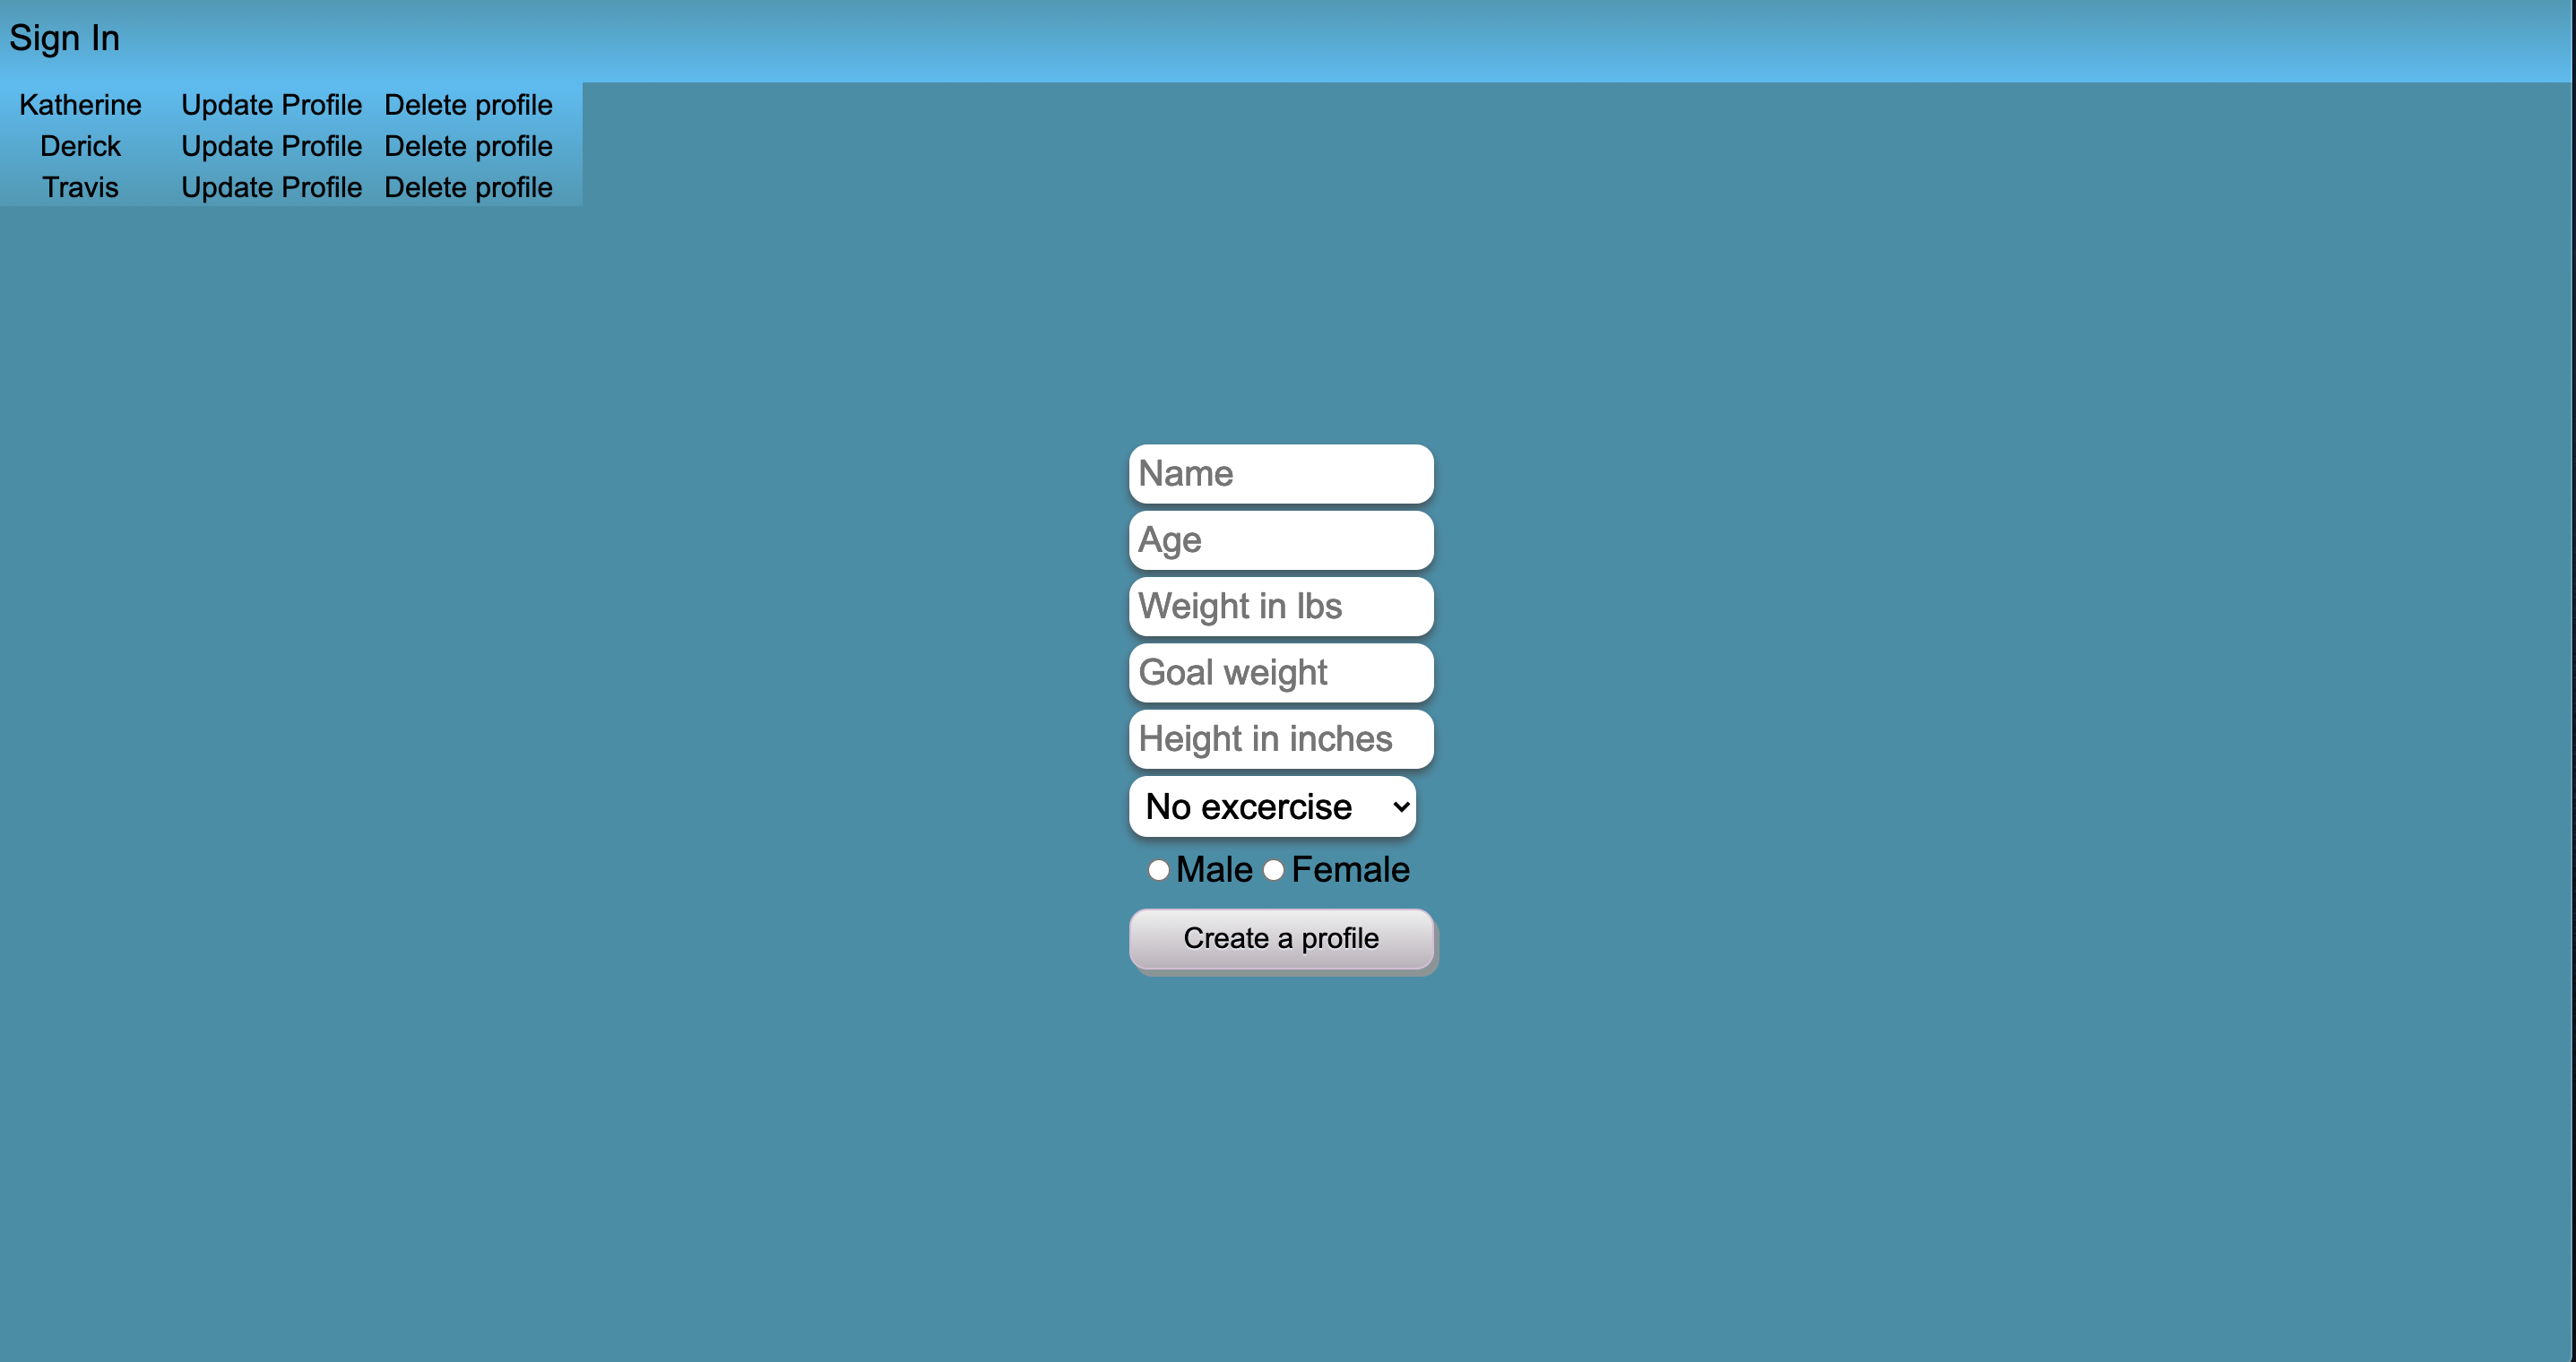 Sign In
Katherine Update Profile Delete profile
Derick Update Profile Delete profile
Travis Update Profile Delete profile
Name
Age
Weight in lbs
Goal weight
Height in inches
No excercise
Male Female
Create a profile